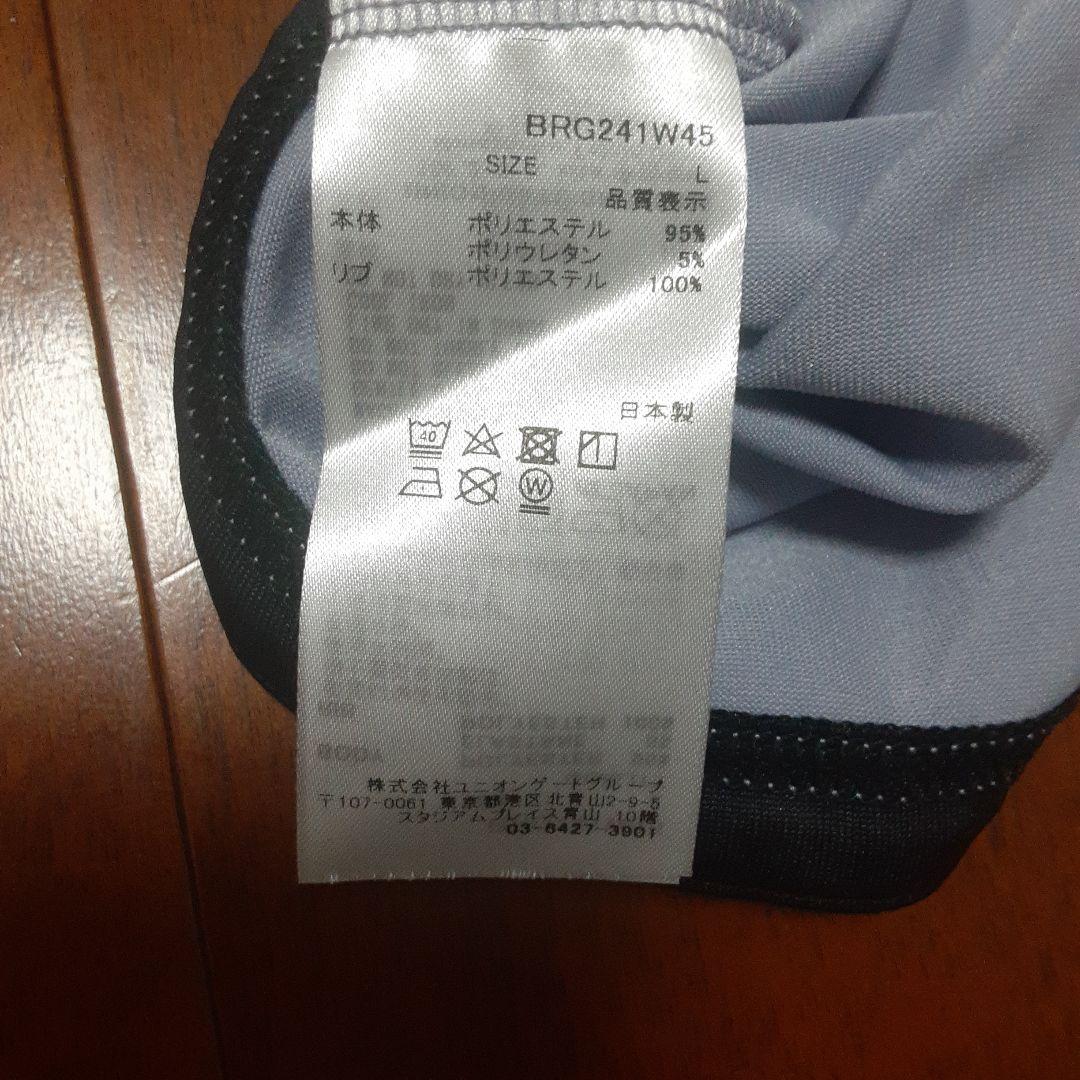 BRG241W45
SIZE L
品質表示
本体 ポリエステル 95%
ポリウレタン 5%
リブ ポリエステル 100%
日本製
40
W
株式会社ユニオンゲートグループ
〒107-0061 東京都港区北青山2-9-5
スタジアムプレイス青山 10階
03-6427-3901